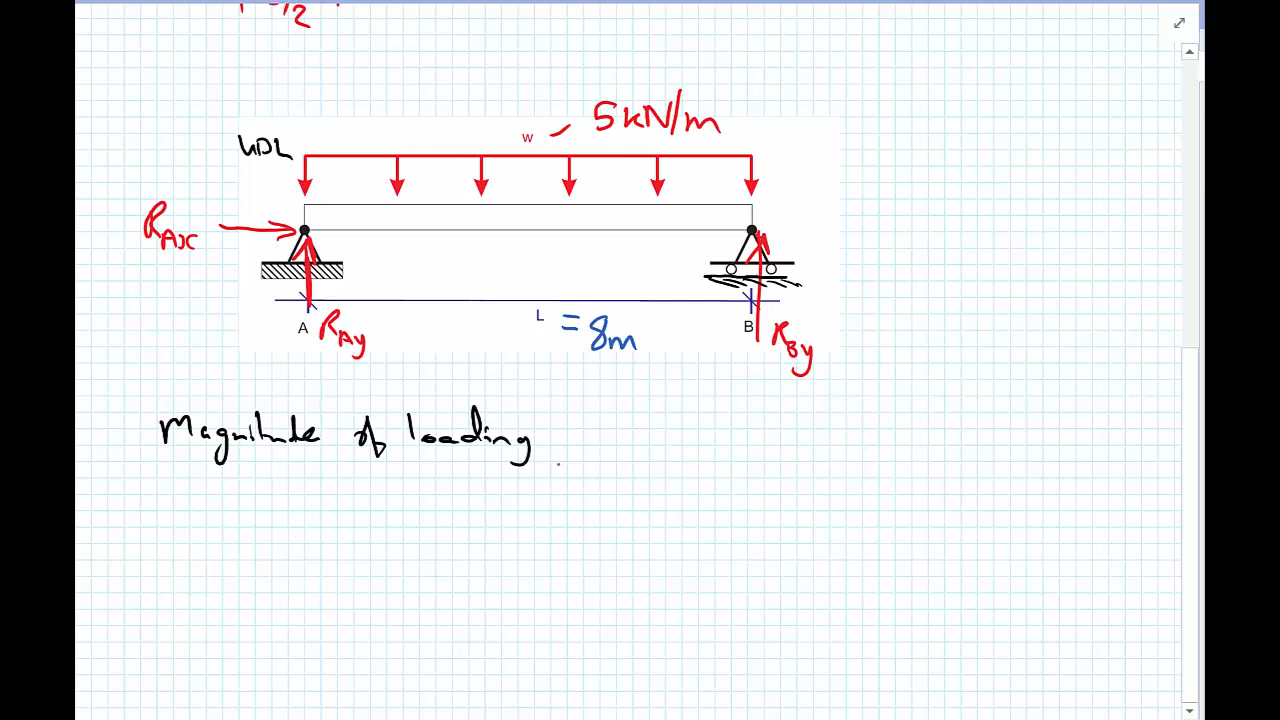 w - 5kN/m
UDL
RAx
L = 8m
A
RAy
B
RBy
Magnitude of loading